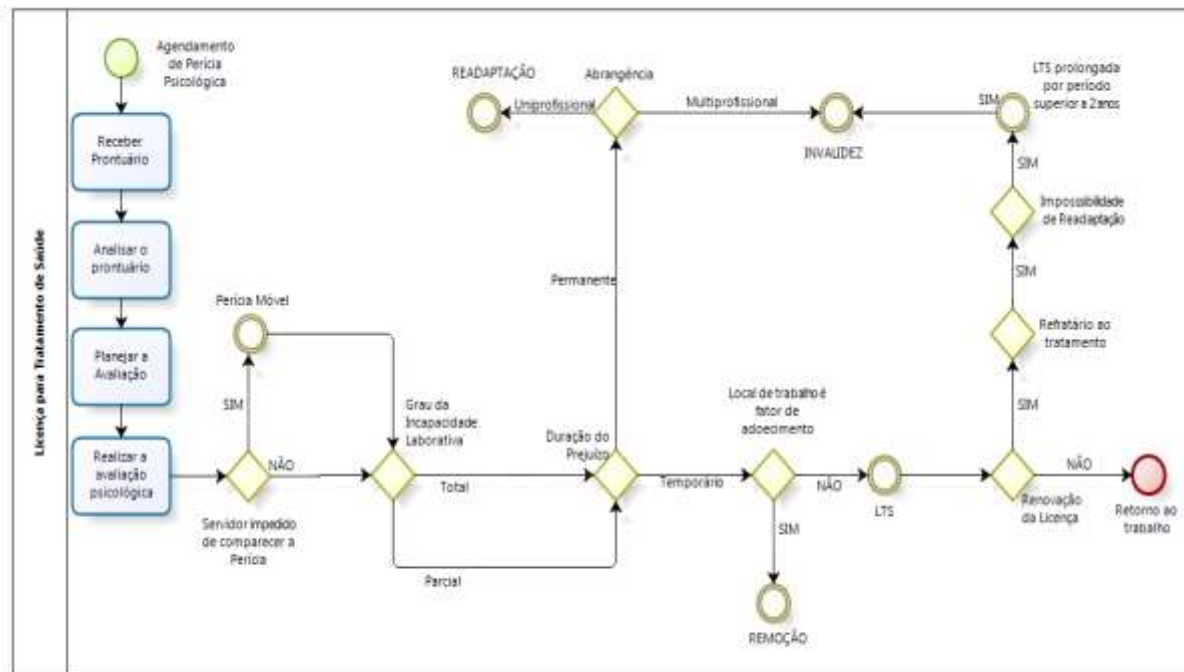 Licença para Tratamento de Saúde
Agendamento
de Perícia
Psicológica
Receber
Prontuário
Analisar o
prontuário
Planejar a
Avaliação
Realizar a
avaliação
psicológica
Perícia Móvel
SIM
NÃO
Servidor impedido
de comparecer a
Perícia
Grau da
Incapacidade
Laborativa
Total
Parcial
READAPTAÇÃO
Uniprofissional
Abrangência
Multiprofissional
INVALIDEZ
Permanente
Duração do
Prejuízo
Temporário
Local de trabalho é
fator de
adoecimento
NÃO
SIM
REMOÇÃO
LTS
LTS prolongada
por período
superior a 2anos
SIM
SIM
Impossibilidade
de Readaptação
SIM
Refratário ao
tratamento
SIM
Renovação
da Licença
NÃO
Retorno ao
trabalho